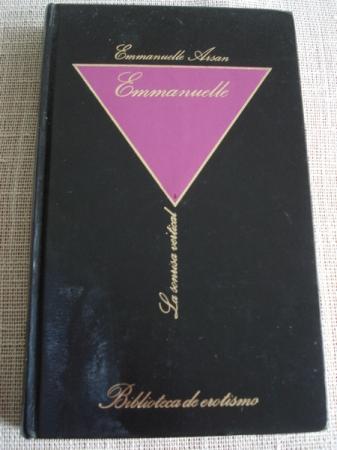 Emmanuelle Arsan
Emmanuelle
La sonrisa vertical
Biblioteca de erotismo